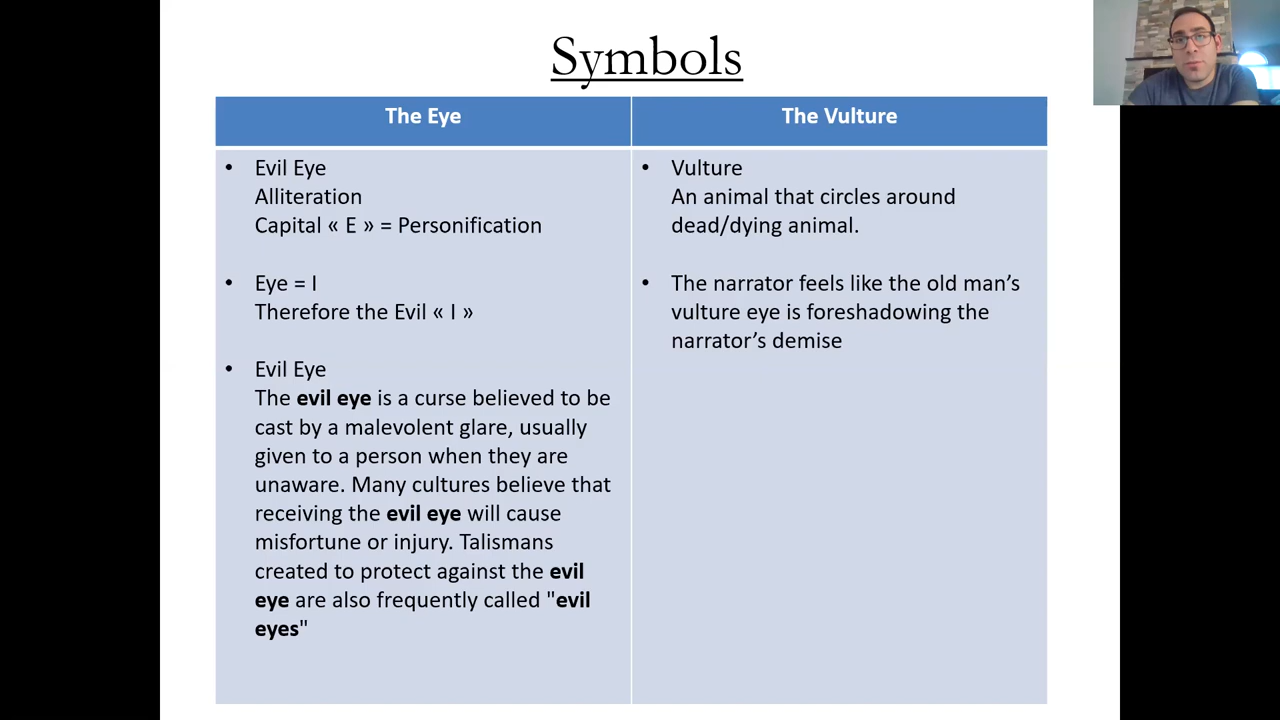 Symbols
The Eye
• Evil Eye
Alliteration
Capital « E » = Personification
• Eye = I
Therefore the Evil « I »
• Evil Eye
The evil eye is a curse believed to be
cast by a malevolent glare, usually
given to a person when they are
unaware. Many cultures believe that
receiving the evil eye will cause
misfortune or injury. Talismans
created to protect against the evil
eye are also frequently called "evil
eyes"
The Vulture
• Vulture
An animal that circles around
dead/dying animal.
• The narrator feels like the old man’s
vulture eye is foreshadowing the
narrator’s demise